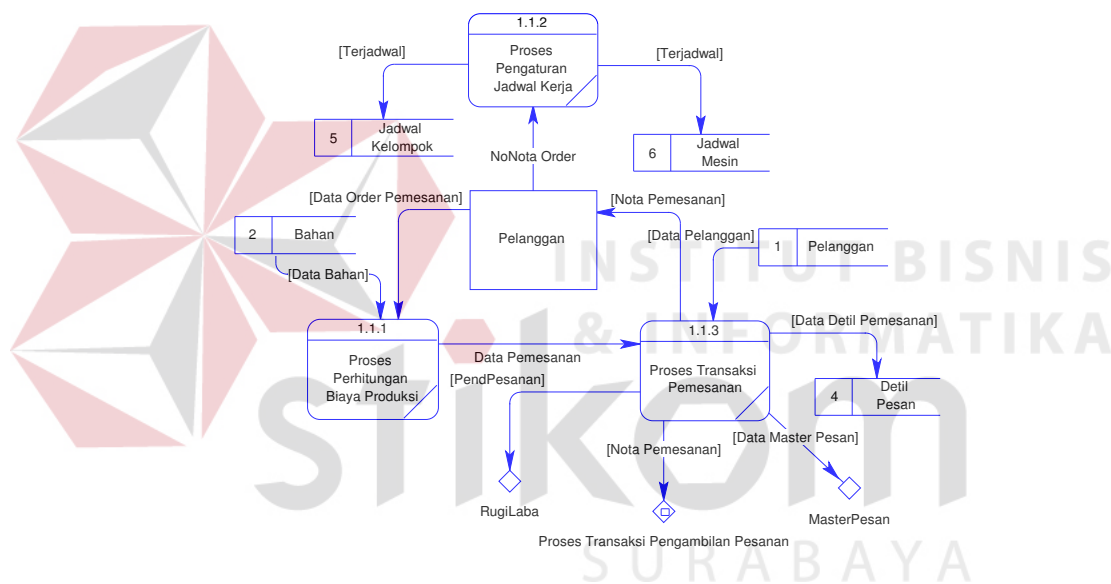 1.1.2
Proses
Pengaturan
Jadwal Kerja
[Terjadwal]
[Terjadwal]
5
Jadwal
Kelompok
6
Jadwal
Mesin
NoNota Order
[Data Order Pemesanan]
[Nota Pemesanan]
2
Bahan
Pelanggan
[Data Pelanggan]
1
Pelanggan
[Data Bahan]
INSTITUT BISNIS
& INFORMATIKA
1.1.1
Proses
Perhitungan
Biaya Produksi
Data Pemesanan
1.1.3
Proses Transaksi
Pemesanan
[Data Detil Pemesanan]
4
Detil
Pesan
[PendPesanan]
[Nota Pemesanan]
[Data Master Pesan]
stikom
RugiLaba
MasterPesan
Proses Transaksi Pengambilan Pesanan
SURABAYA